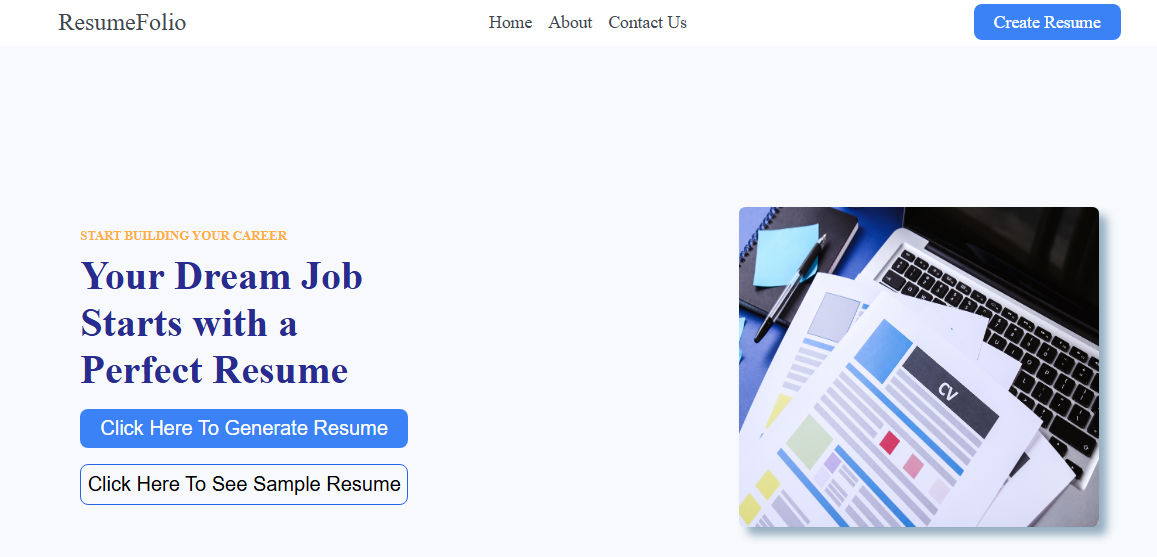 ResumeFolio
Home About Contact Us
Create Resume
START BUILDING YOUR CAREER
Your Dream Job
Starts with a
Perfect Resume
Click Here To Generate Resume
Click Here To See Sample Resume
CV